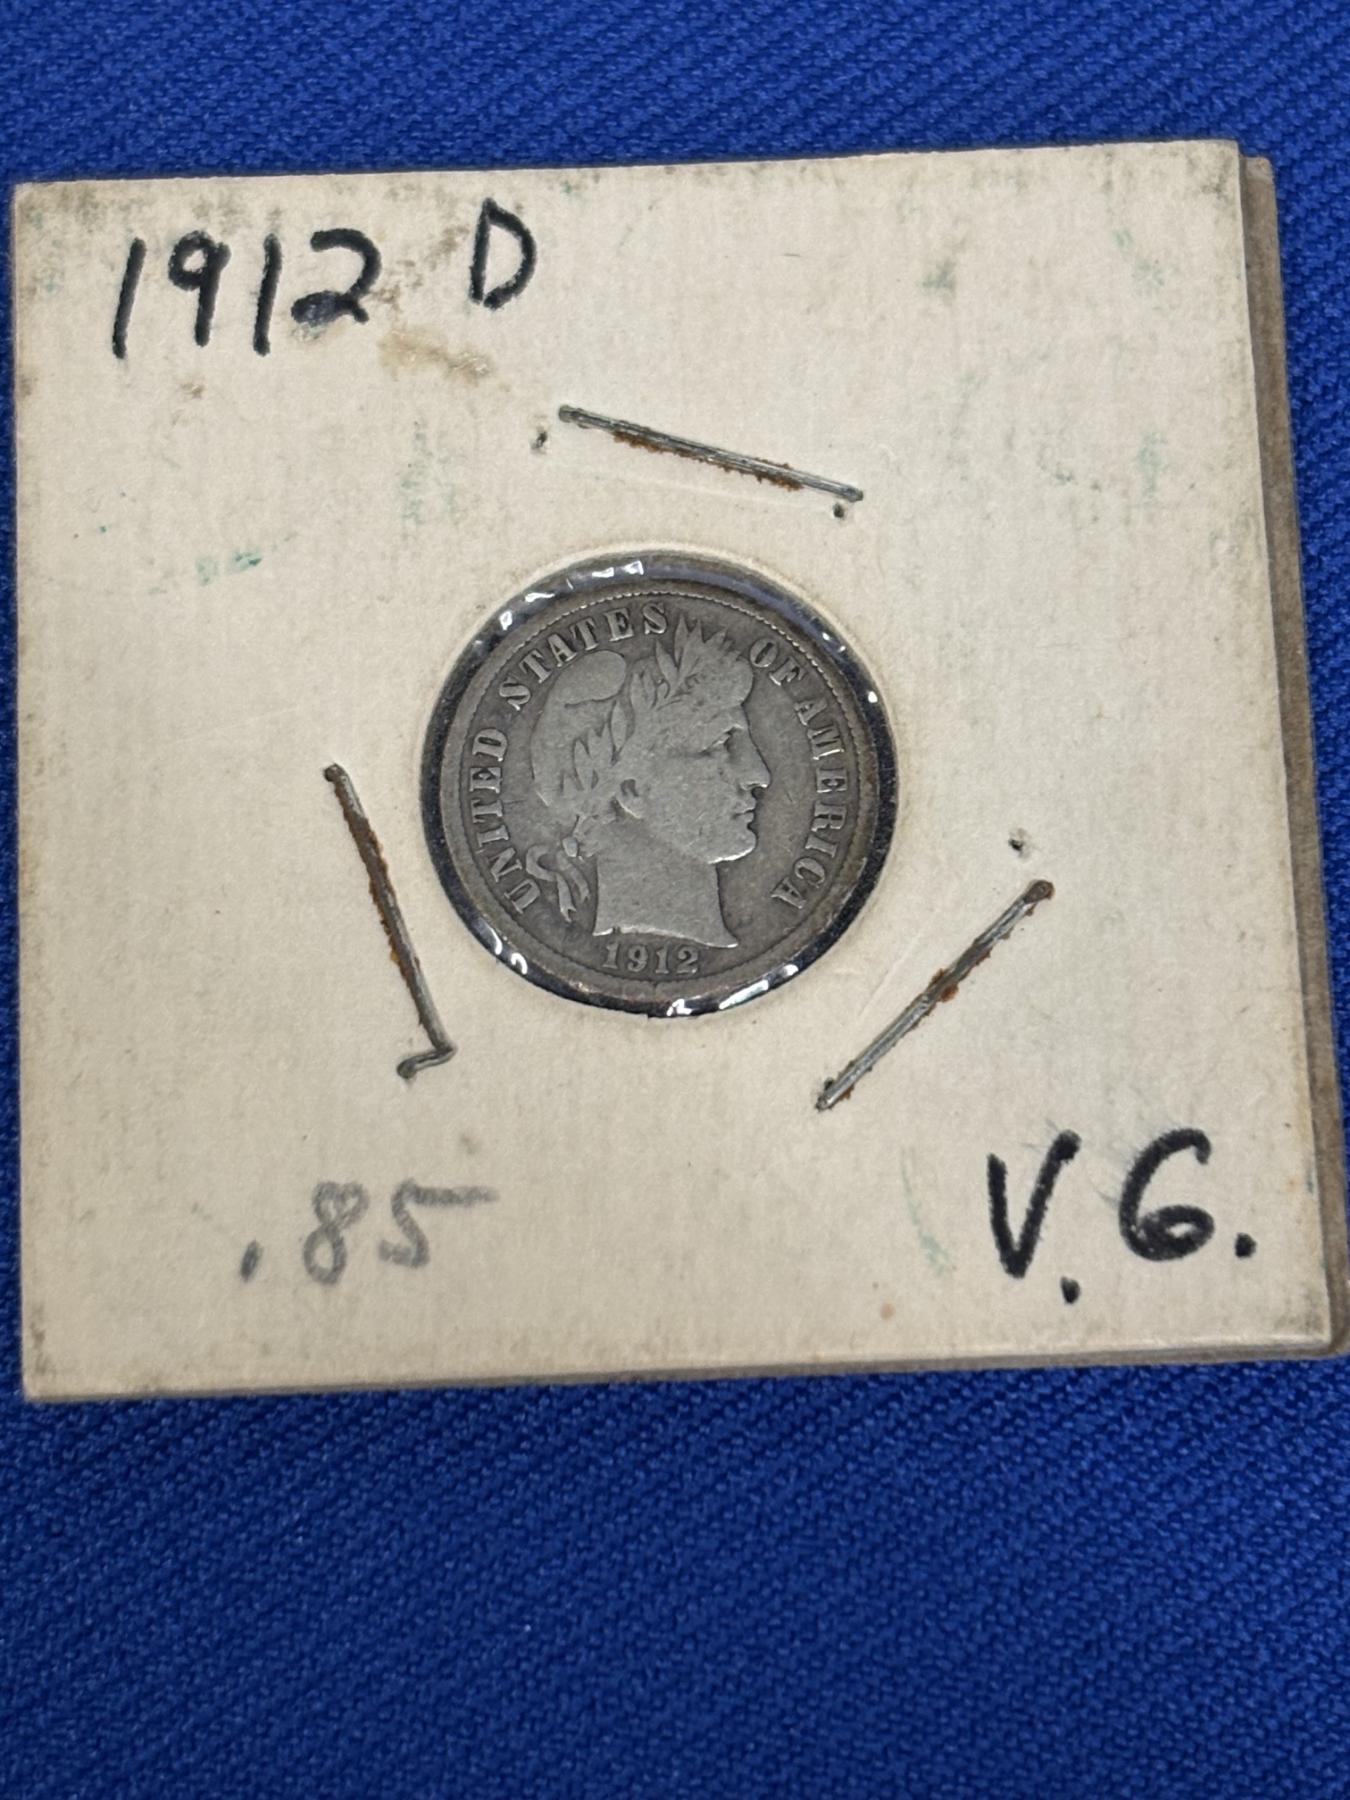 1912 D
UNITED STATES OF AMERICA
1912
.85
V.G.